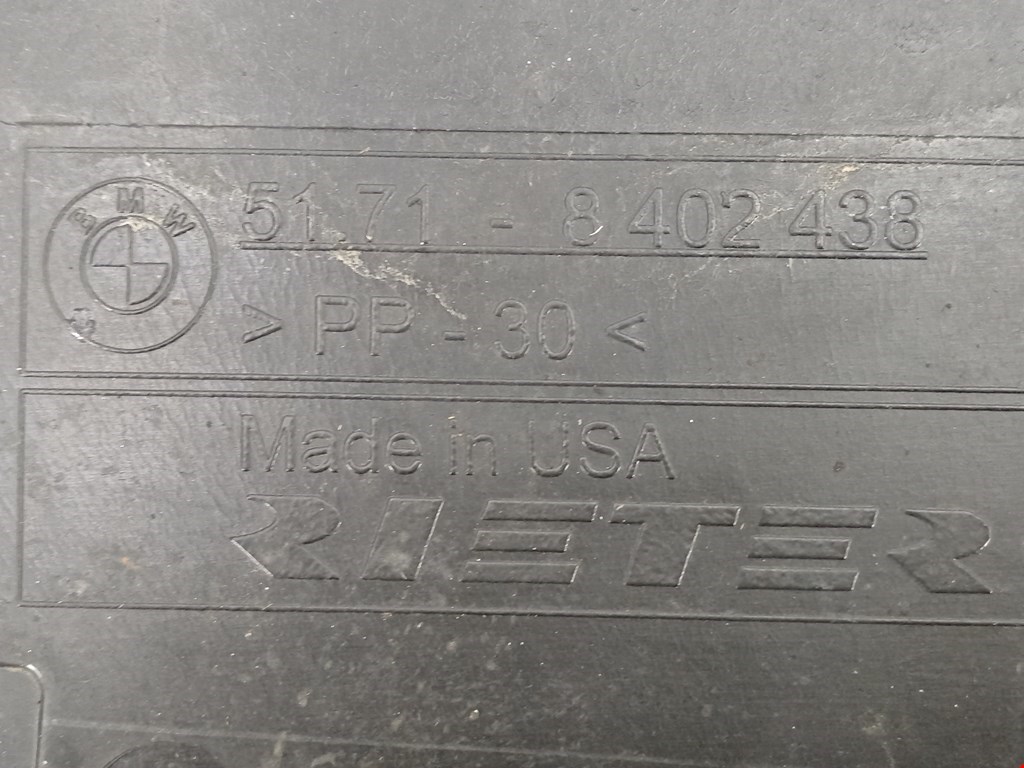 BMW
51.71 - 8 402 438
> PP - 30 <
Made in USA
RIETER